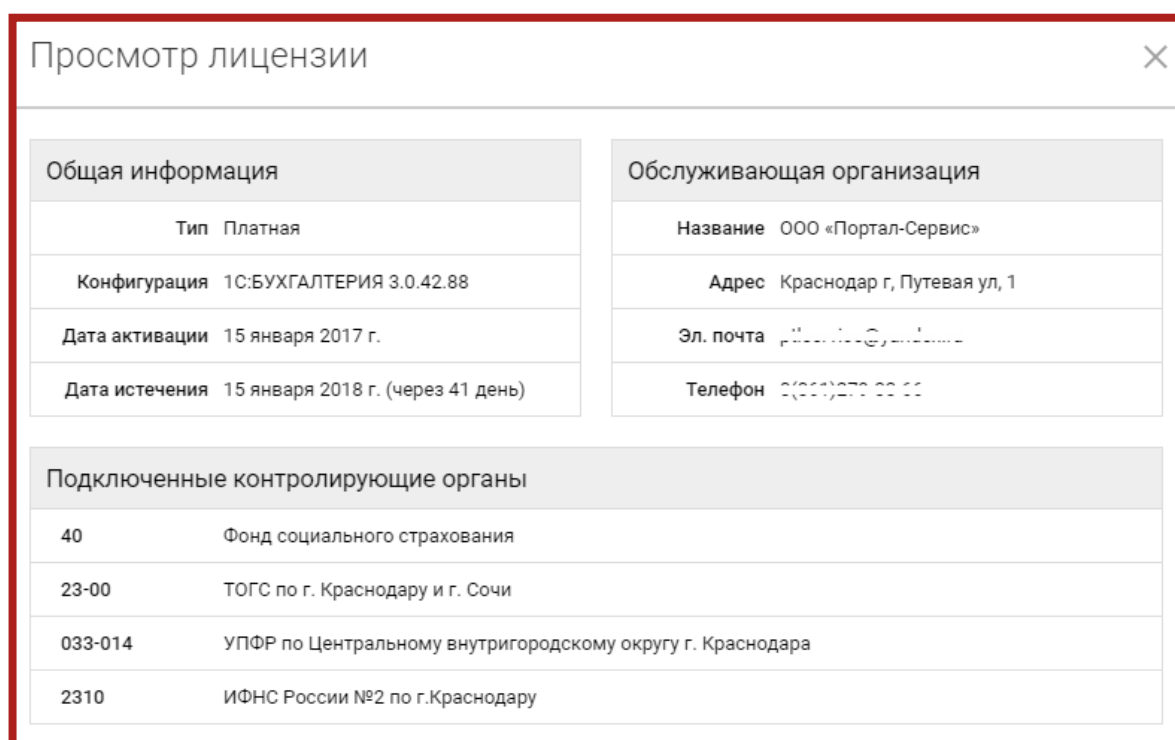 Просмотр лицензии
Общая информация
Тип Платная
Конфигурация 1С:БУХГАЛТЕРИЯ 3.0.42.88
Дата активации 15 января 2017 г.
Дата истечения 15 января 2018 г. (через 41 день)
Обслуживающая организация
Название ООО «Портал-Сервис»
Адрес Краснодар г, Путевая ул, 1
Эл. почта
Телефон
Подключенные контролирующие органы
40 Фонд социального страхования
23-00 ТОГС по г. Краснодару и г. Сочи
033-014 УПФР по Центральному внутригородскому округу г. Краснодара
2310 ИФНС России №2 по г.Краснодару